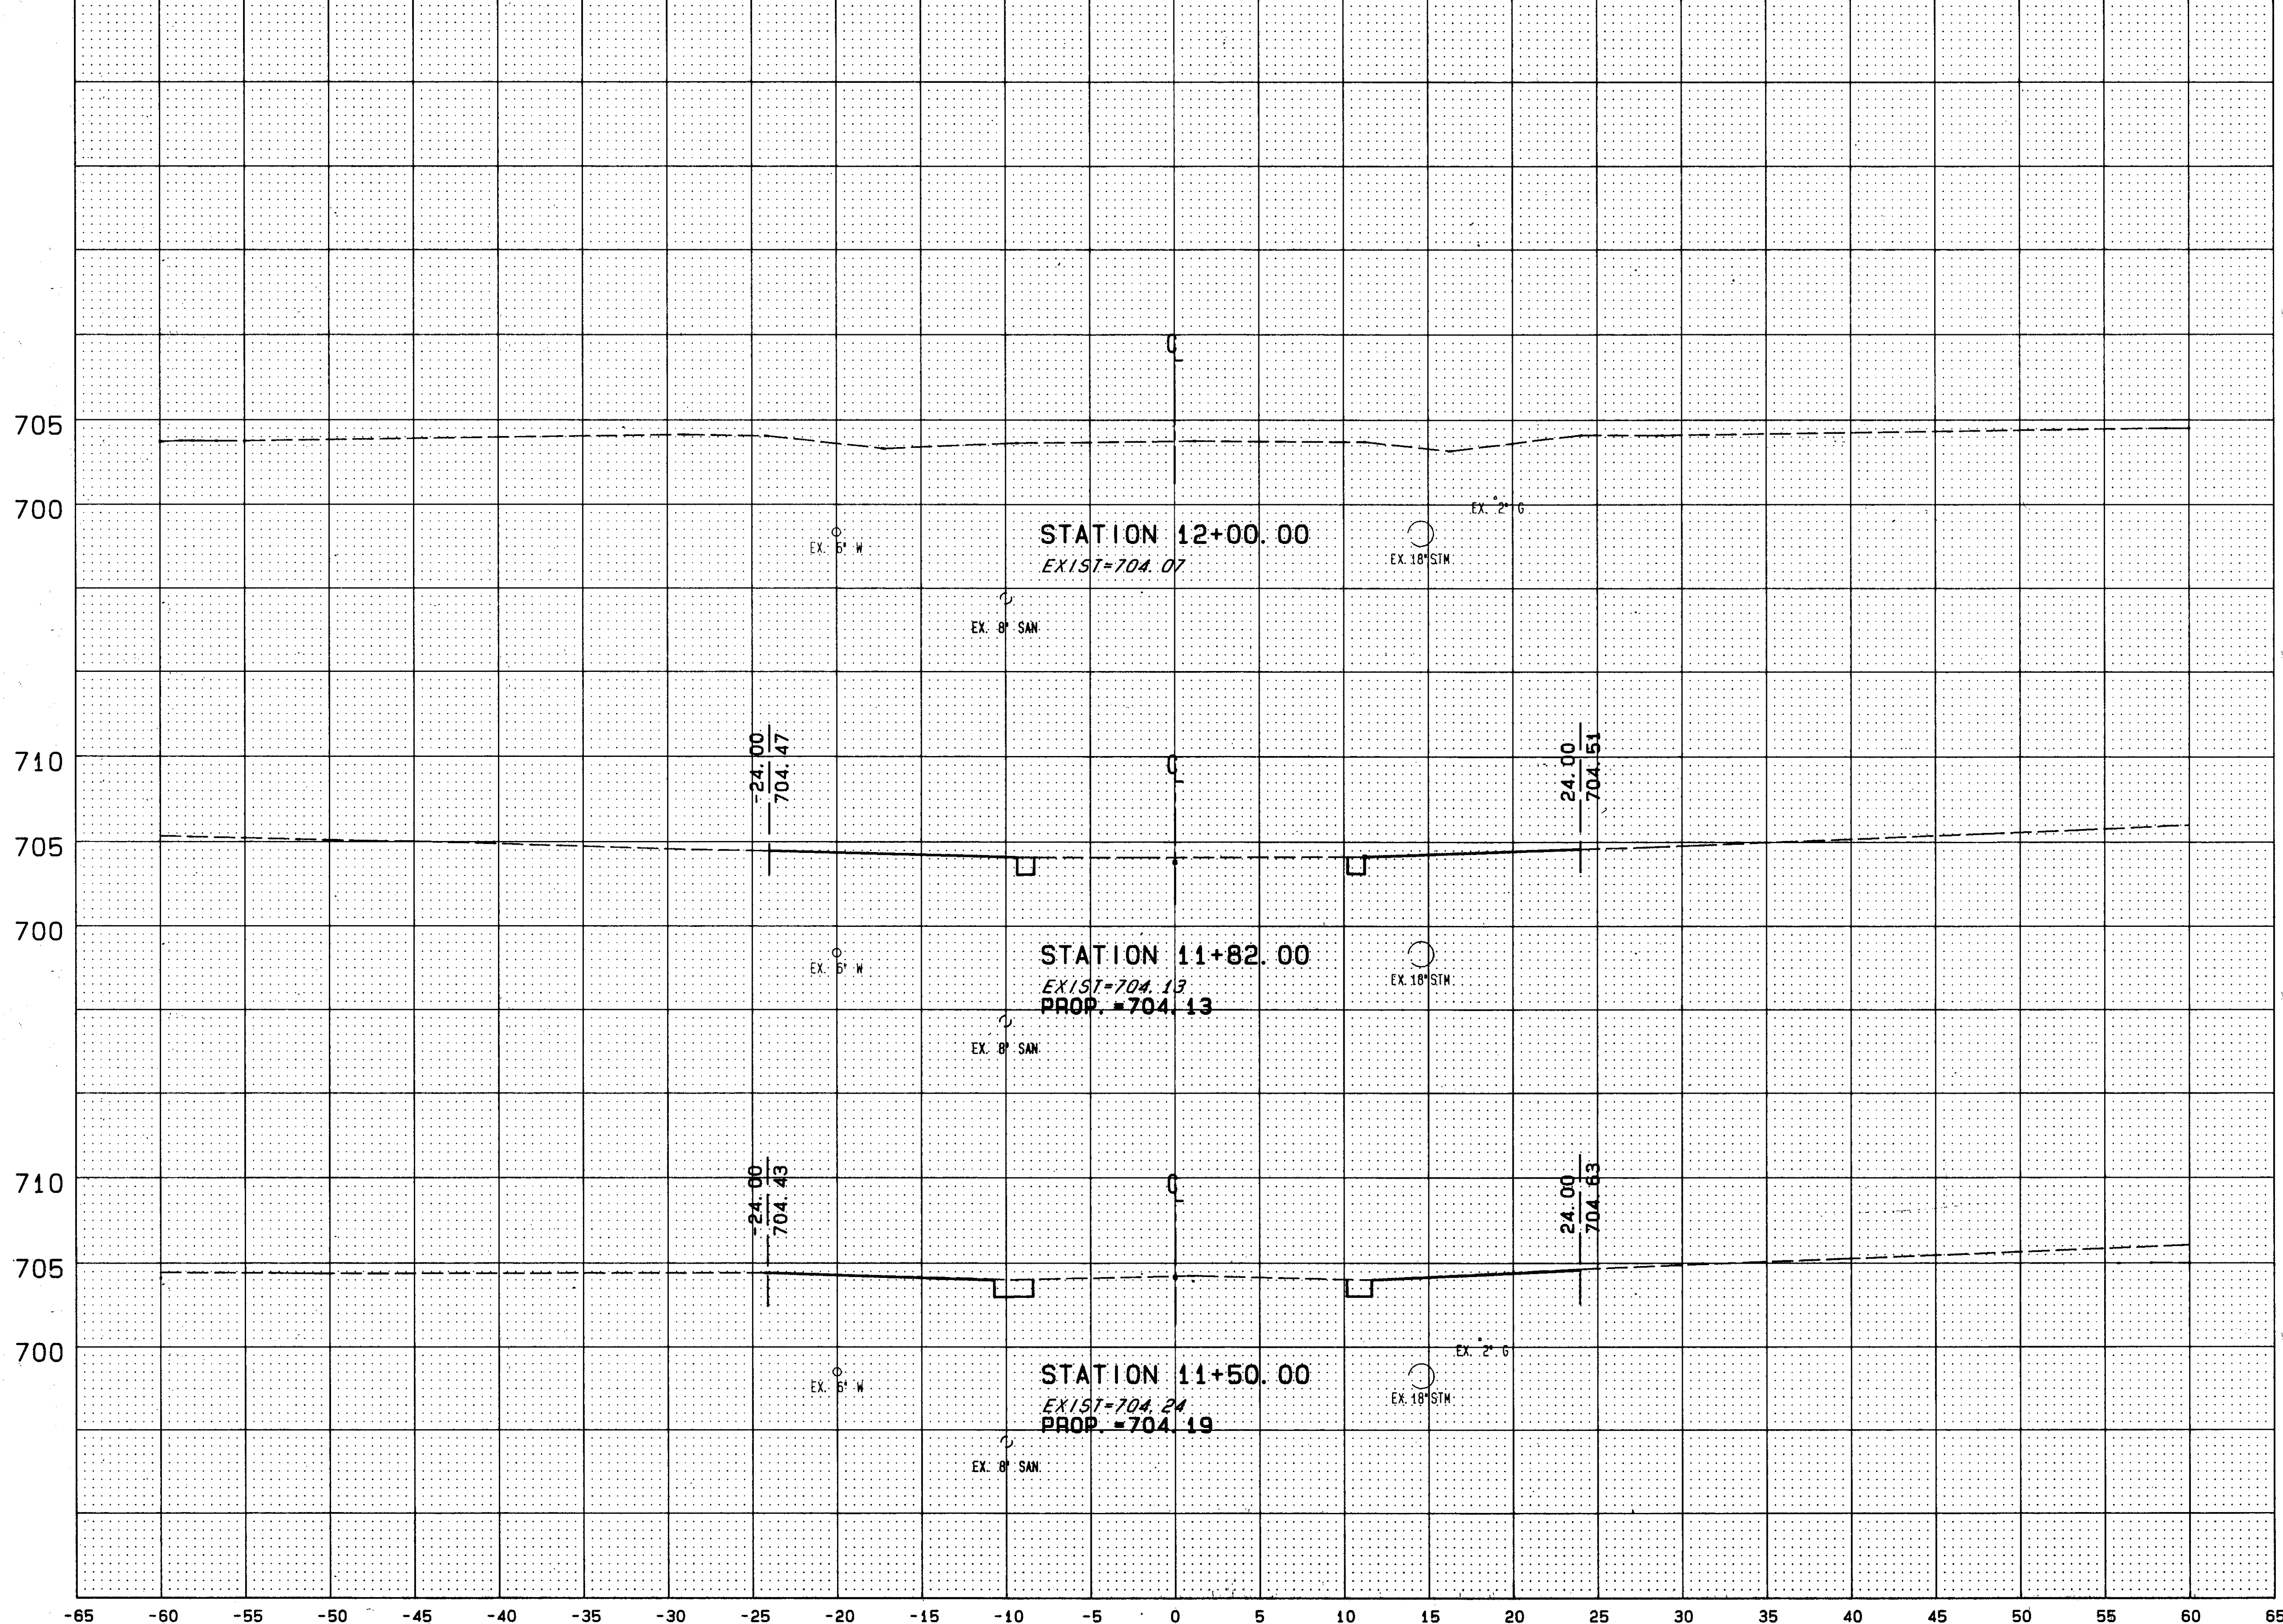 705
700
EX. 2" G
STATION 12+00.00
EXIST=704.07
EX. 6" W
EX. 18" STM
EX. 8" SAN
-24.00
704.47
24.00
704.51
710
CL
705
700
STATION 11+82.00
EXIST=704.13
PROP.=704.13
EX. 6" W
EX. 18" STM
EX. 8" SAN
-24.00
704.43
24.00
704.63
710
CL
705
700
EX. 2" G
STATION 11+50.00
EXIST=704.24
PROP.=704.19
EX. 6" W
EX. 18" STM
EX. 8" SAN
-65 -60 -55 -50 -45 -40 -35 -30 -25 -20 -15 -10 -5 0 5 10 15 20 25 30 35 40 45 50 55 60 65